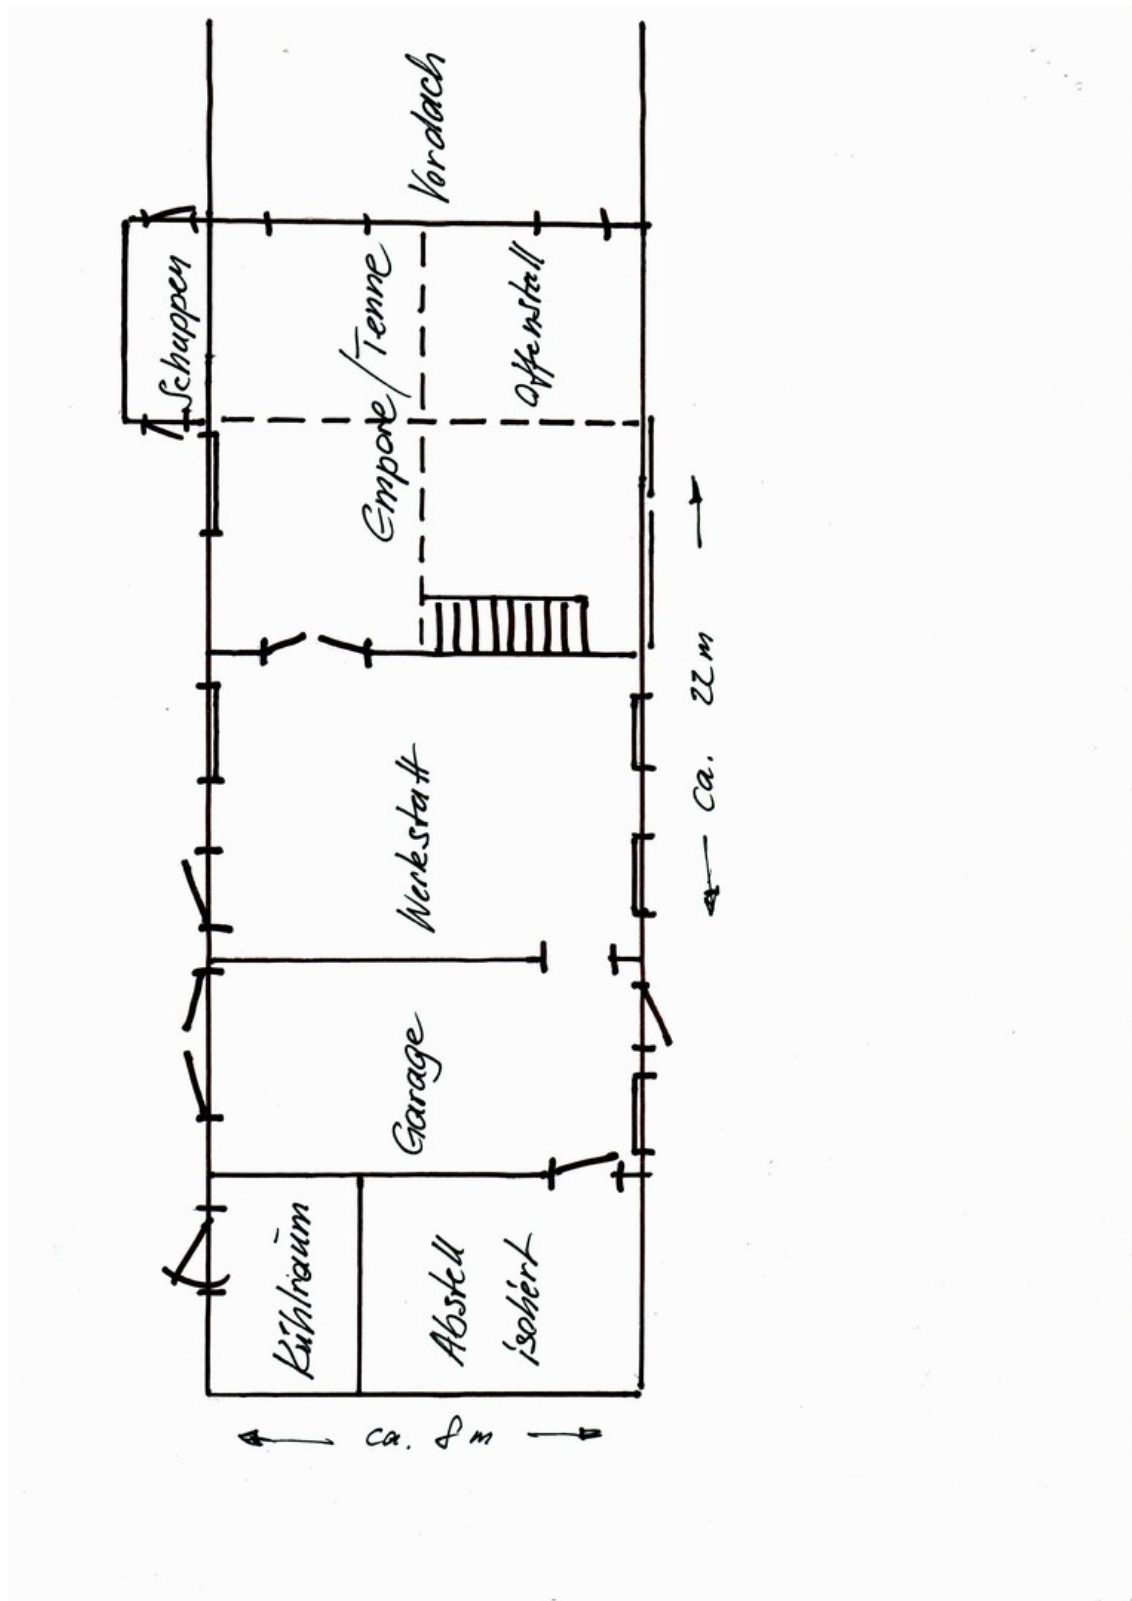 Vordach
Schuppen
Empore/Tenne
Offenstall
ca. 22 m
Werkstatt
Garage
Kühlraum
Abstell
isoliert
ca. 8 m